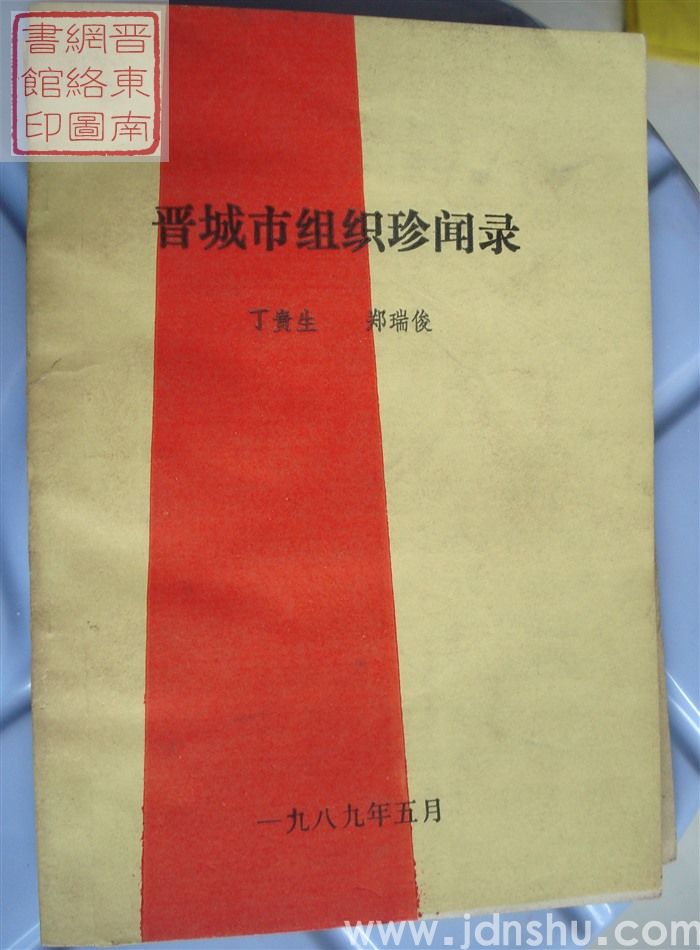 晋東南
網絡圖
書館印
晋城市组织珍闻录
丁贵生 郑瑞俊
一九八九年五月
www.jdnshu.com